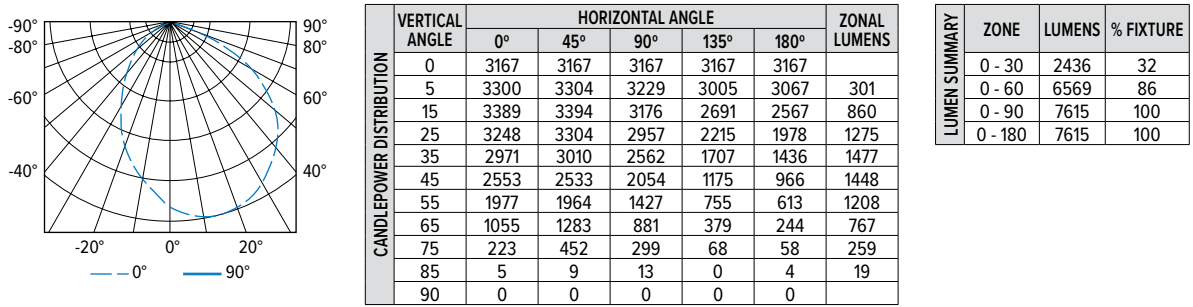 -90° 90°
-80° 80°
-60° 60°
-40° 40°
-20° 0° 20°
0° 90°
CANDLEPOWER DISTRIBUTION
VERTICAL ANGLE HORIZONTAL ANGLE ZONAL LUMENS
0º 45º 90º 135º 180º
0 3167 3167 3167 3167 3167
5 3300 3304 3229 3005 3067 301
15 3389 3394 3176 2691 2567 860
25 3248 3304 2957 2215 1978 1275
35 2971 3010 2562 1707 1436 1477
45 2553 2533 2054 1175 966 1448
55 1977 1964 1427 755 613 1208
65 1055 1283 881 379 244 767
75 223 452 299 68 58 259
85 5 9 13 0 4 19
90 0 0 0 0 0
LUMEN SUMMARY
ZONE LUMENS % FIXTURE
0 - 30 2436 32
0 - 60 6569 86
0 - 90 7615 100
0 - 180 7615 100